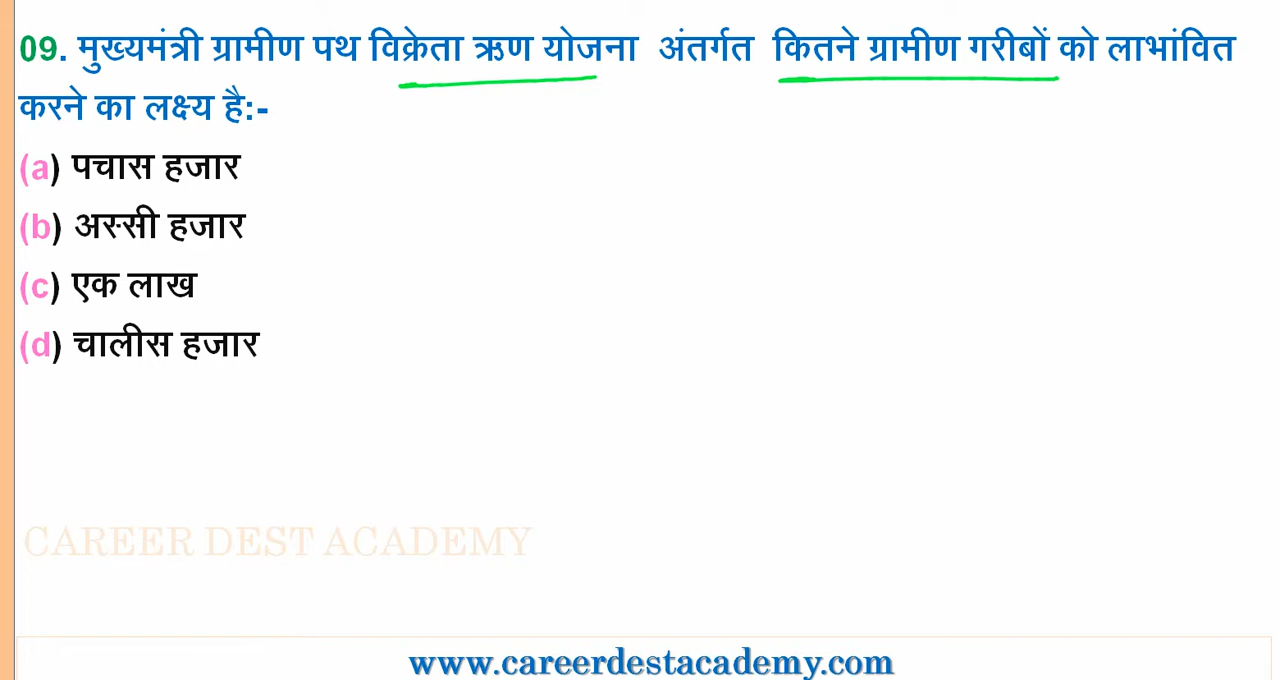 09. मुख्यमंत्री ग्रामीण पथ विक्रेता ऋण योजना अंतर्गत कितने ग्रामीण गरीबों को लाभांवित
करने का लक्ष्य है:-
(a) पचास हजार
(b) अस्सी हजार
(c) एक लाख
(d) चालीस हजार
CAREER DEST ACADEMY
www.careerdestacademy.com